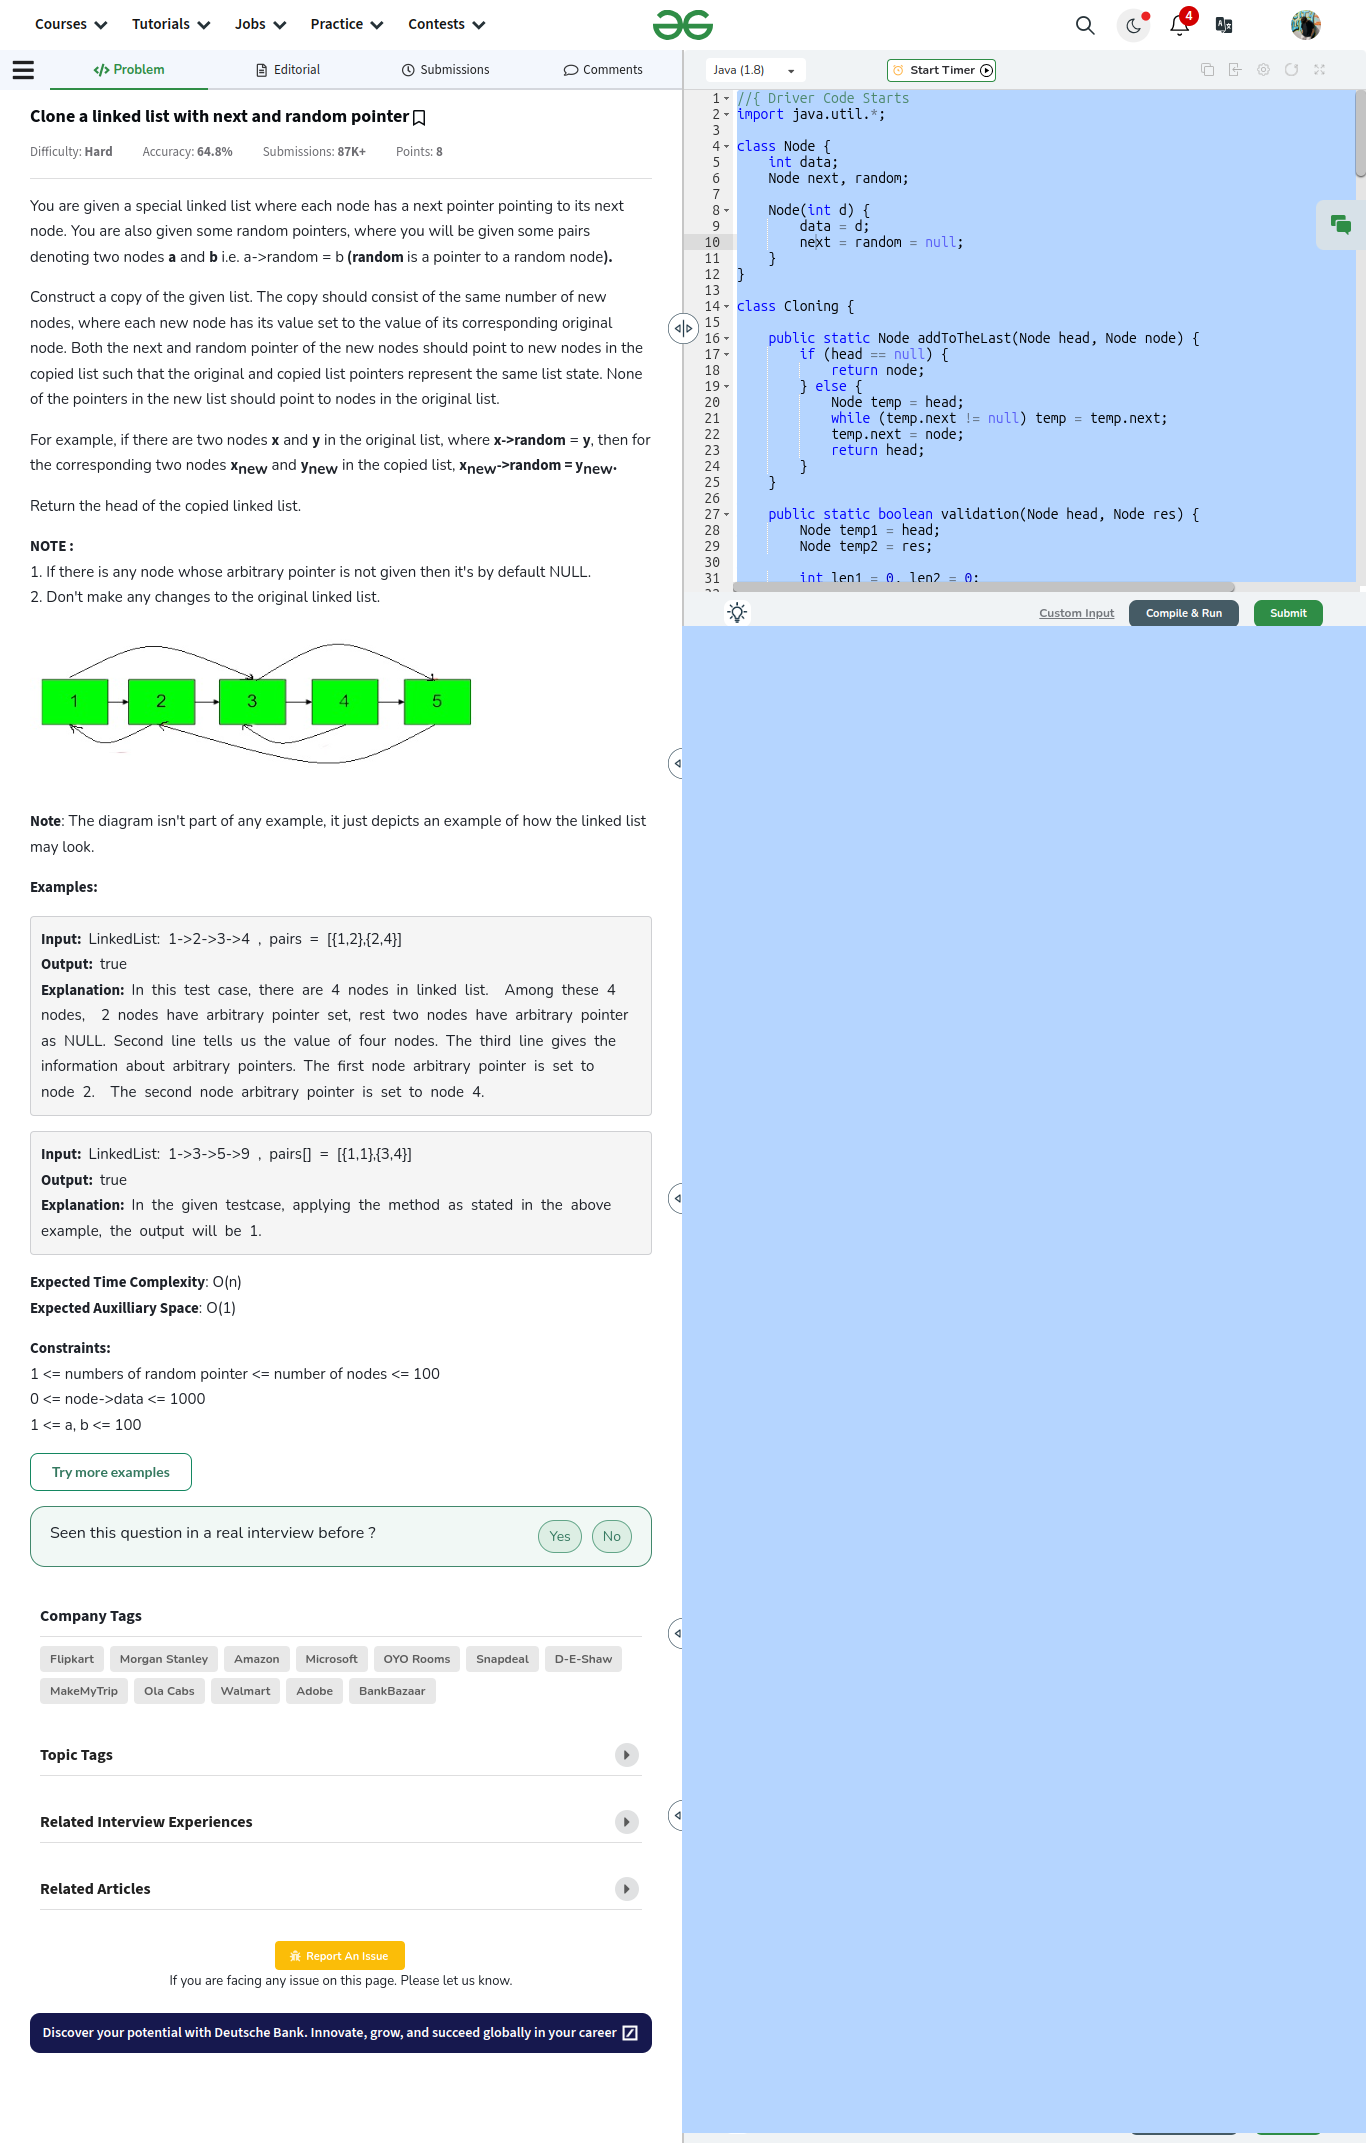 Courses Tutorials Jobs Practice Contests
4
Problem Editorial Submissions Comments
Clone a linked list with next and random pointer
Difficulty: Hard Accuracy: 64.8% Submissions: 87K+ Points: 8
You are given a special linked list where each node has a next pointer pointing to its next
node. You are also given some random pointers, where you will be given some pairs
denoting two nodes a and b i.e. a->random = b (random is a pointer to a random node).
Construct a copy of the given list. The copy should consist of the same number of new
nodes, where each new node has its value set to the value of its corresponding original
node. Both the next and random pointer of the new nodes should point to new nodes in the
copied list such that the original and copied list pointers represent the same list state. None
of the pointers in the new list should point to nodes in the original list.
For example, if there are two nodes x and y in the original list, where x->random = y, then for
the corresponding two nodes xnew and ynew in the copied list, xnew->random = ynew.
Return the head of the copied linked list.
NOTE :
1. If there is any node whose arbitrary pointer is not given then it's by default NULL.
2. Don't make any changes to the original linked list.
1 2 3 4 5
Note: The diagram isn't part of any example, it just depicts an example of how the linked list
may look.
Examples:
Input: LinkedList: 1->2->3->4 , pairs = [{1,2},{2,4}]
Output: true
Explanation: In this test case, there are 4 nodes in linked list. Among these 4
nodes, 2 nodes have arbitrary pointer set, rest two nodes have arbitrary pointer
as NULL. Second line tells us the value of four nodes. The third line gives the
information about arbitrary pointers. The first node arbitrary pointer is set to
node 2. The second node arbitrary pointer is set to node 4.
Input: LinkedList: 1->3->5->9 , pairs[] = [{1,1},{3,4}]
Output: true
Explanation: In the given testcase, applying the method as stated in the above
example, the output will be 1.
Expected Time Complexity: O(n)
Expected Auxilliary Space: O(1)
Constraints:
1 <= numbers of random pointer <= number of nodes <= 100
0 <= node->data <= 1000
1 <= a, b <= 100
Try more examples
Seen this question in a real interview before ? Yes No
Company Tags
Flipkart Morgan Stanley Amazon Microsoft OYO Rooms Snapdeal D-E-Shaw
MakeMyTrip Ola Cabs Walmart Adobe BankBazaar
Topic Tags
Related Interview Experiences
Related Articles
Report An Issue
If you are facing any issue on this page. Please let us know.
Discover your potential with Deutsche Bank. Innovate, grow, and succeed globally in your career
Java (1.8) Start Timer
1 //{ Driver Code Starts
2 import java.util.*;
3
4 class Node {
5 int data;
6 Node next, random;
7
8 Node(int d) {
9 data = d;
10 next = random = null;
11 }
12 }
13
14 class Cloning {
15
16 public static Node addToTheLast(Node head, Node node) {
17 if (head == null) {
18 return node;
19 } else {
20 Node temp = head;
21 while (temp.next != null) temp = temp.next;
22 temp.next = node;
23 return head;
24 }
25 }
26
27 public static boolean validation(Node head, Node res) {
28 Node temp1 = head;
29 Node temp2 = res;
30
31 int len1 = 0, len2 = 0;
Custom Input Compile & Run Submit